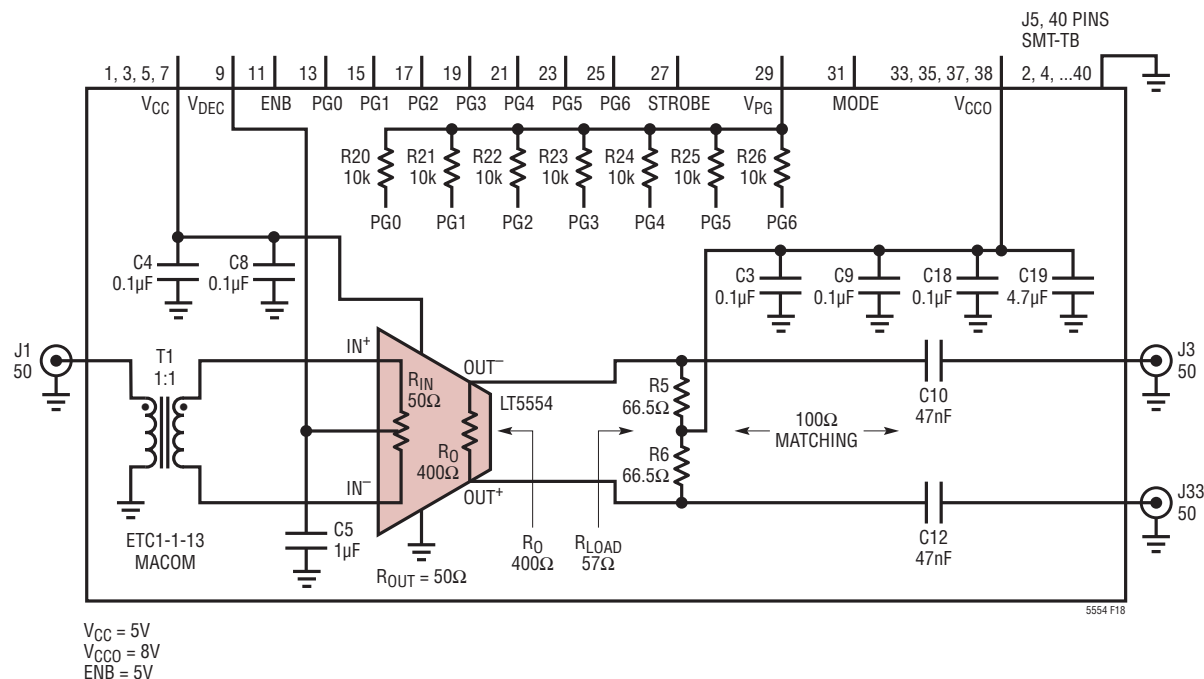 J5, 40 PINS
SMT-TB
1, 3, 5, 7
9
11
13
15
17
19
21
23
25
27
29
31
33, 35, 37, 38
2, 4, ...40
VCC
VDEC
ENB
PG0
PG1
PG2
PG3
PG4
PG5
PG6
STROBE
VPG
MODE
VCCO
R20
10k
R21
10k
R22
10k
R23
10k
R24
10k
R25
10k
R26
10k
PG0
PG1
PG2
PG3
PG4
PG5
PG6
C4
0.1µF
C8
0.1µF
C3
0.1µF
C9
0.1µF
C18
0.1µF
C19
4.7µF
J1
50
T1
1:1
IN+
RIN
50Ω
OUT–
LT5554
RO
400Ω
IN–
OUT+
R5
66.5Ω
R6
66.5Ω
100Ω
MATCHING
C10
47nF
J3
50
J33
50
C12
47nF
ETC1-1-13
MACOM
C5
1µF
ROUT = 50Ω
RO
400Ω
RLOAD
57Ω
5554 F18
VCC = 5V
VCCO = 8V
ENB = 5V